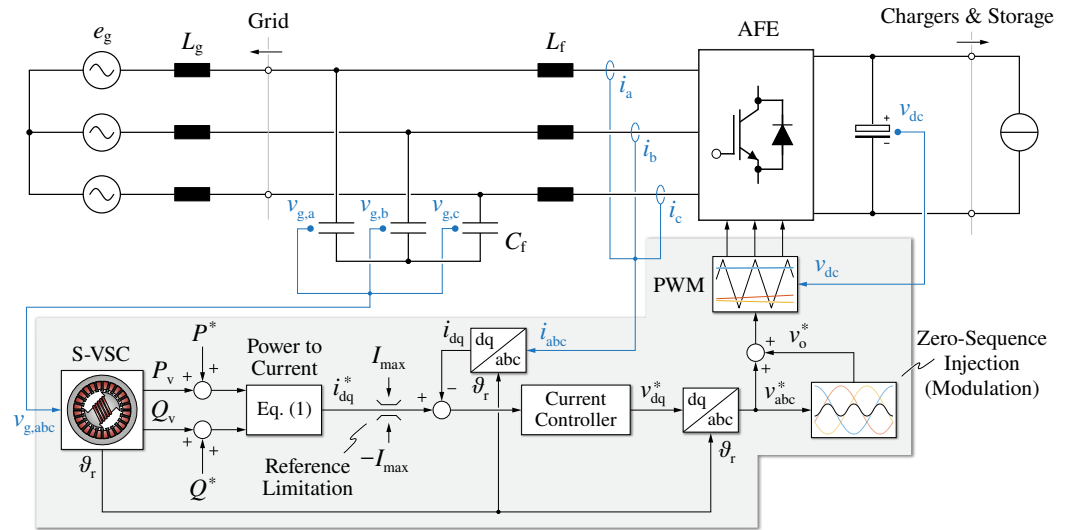 e_g
L_g
Grid
L_f
AFE
Chargers & Storage
i_a
i_b
i_c
v_dc
+
−
v_g,a
v_g,b
v_g,c
C_f
PWM
v_dc
S-VSC
P*
P_v
Q_v
+
+
+
+
Q*
v_g,abc
ϑ_r
Power to
Current
Eq. (1)
i*_dq
I_max
−I_max
Reference
Limitation
i_dq
dq
abc
i_abc
ϑ_r
+
−
Current
Controller
v*_dq
dq
abc
ϑ_r
+
+
v*_o
v*_abc
Zero-Sequence
Injection
(Modulation)